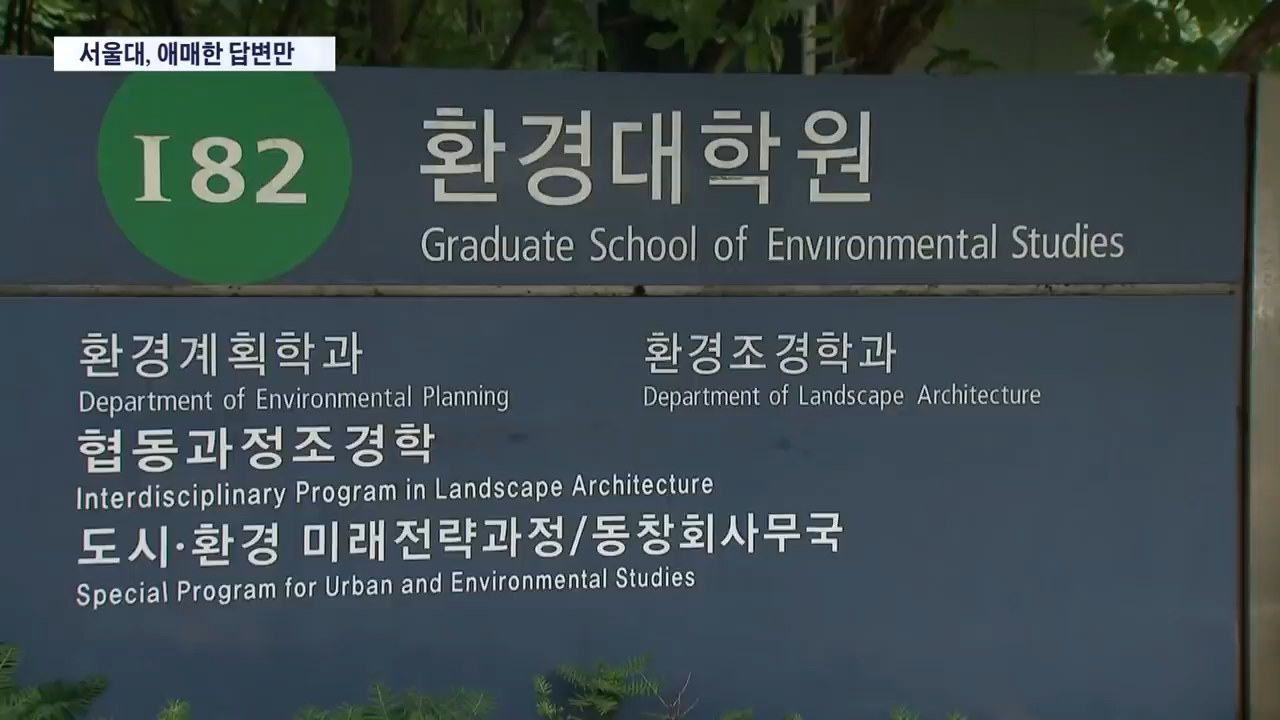 서울대, 애매한 답변만
I82
환경대학원
Graduate School of Environmental Studies
환경계획학과
Department of Environmental Planning
환경조경학과
Department of Landscape Architecture
협동과정조경학
Interdisciplinary Program in Landscape Architecture
도시·환경 미래전략과정/동창회사무국
Special Program for Urban and Environmental Studies